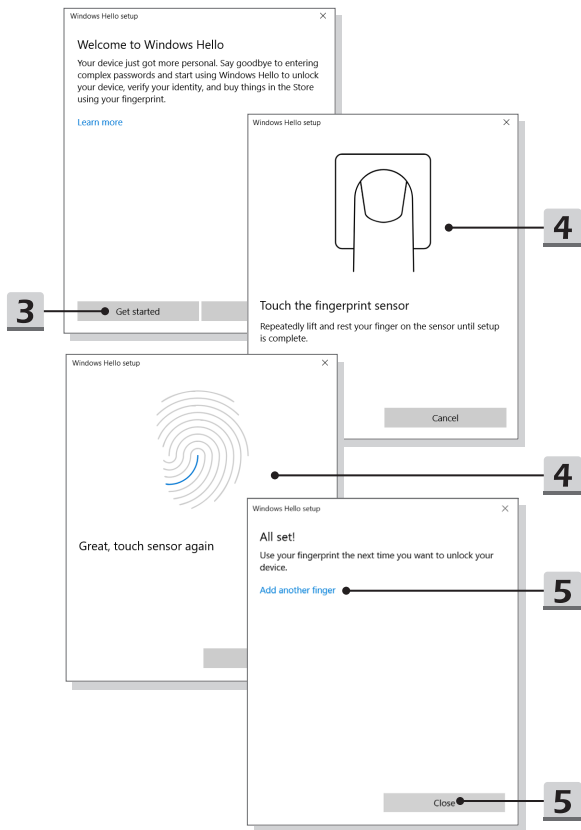 Windows Hello setup
Welcome to Windows Hello
Your device just got more personal. Say goodbye to entering
complex passwords and start using Windows Hello to unlock
your device, verify your identity, and buy things in the Store
using your fingerprint.
Learn more
3
Get started
Windows Hello setup
4
Touch the fingerprint sensor
Repeatedly lift and rest your finger on the sensor until setup
is complete.
Cancel
Windows Hello setup
4
Great, touch sensor again
Windows Hello setup
All set!
Use your fingerprint the next time you want to unlock your
device.
Add another finger
5
Close
5